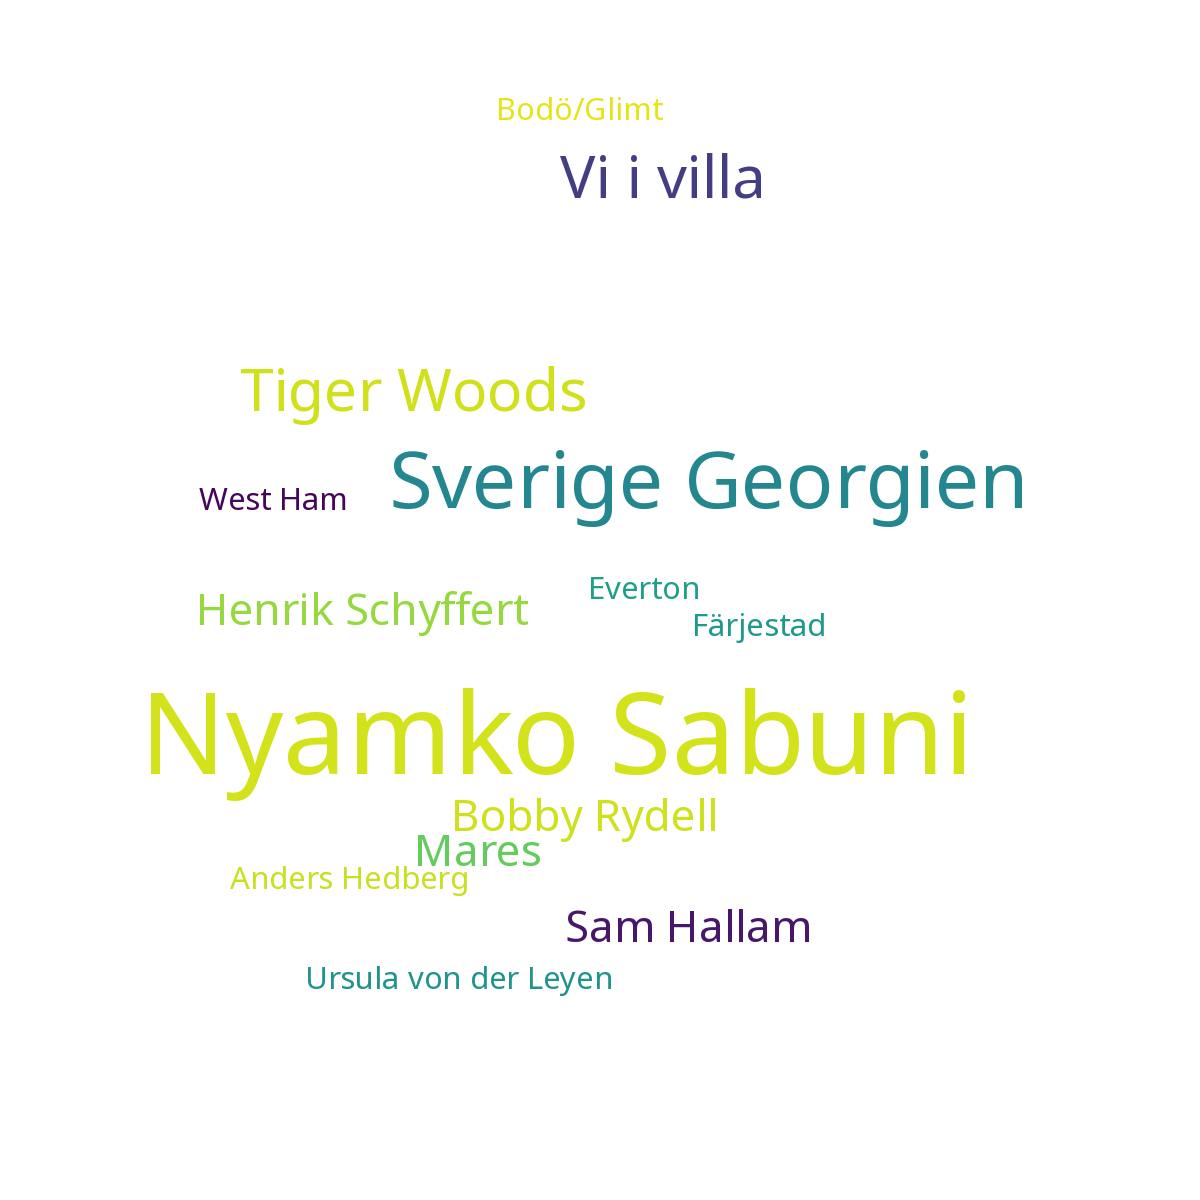 Bodö/Glimt
Vi i villa
Tiger Woods
Sverige Georgien
West Ham
Everton
Henrik Schyffert
Färjestad
Nyamko Sabuni
Bobby Rydell
Mares
Anders Hedberg
Sam Hallam
Ursula von der Leyen